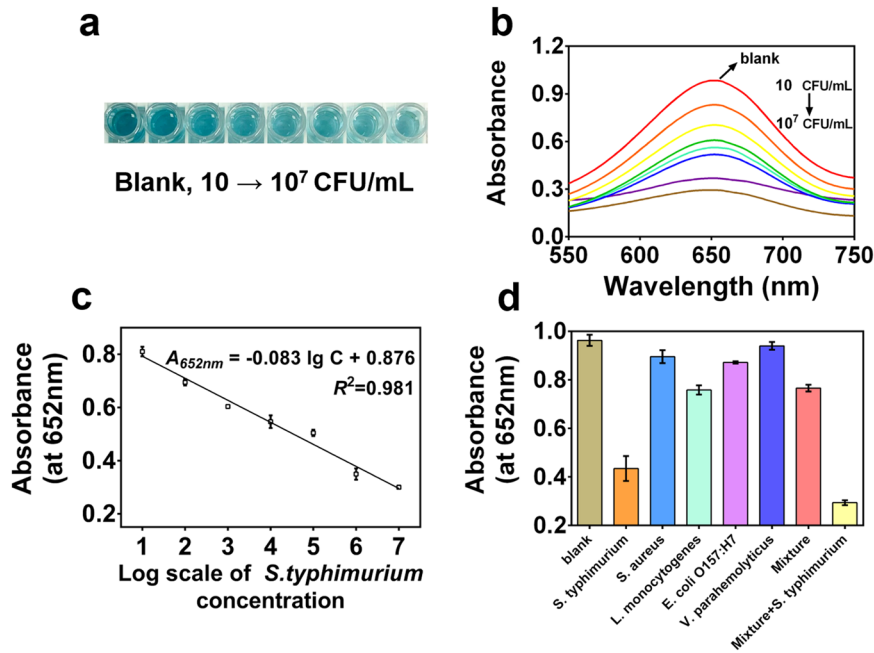 a
Blank, 10 → 10⁷ CFU/mL
b
Absorbance
1.2
0.9
0.6
0.3
0.0
blank
10 CFU/mL
10⁷ CFU/mL
550 600 650 700 750
Wavelength (nm)
c
Absorbance
(at 652nm)
0.8
0.6
0.4
0.2
A652nm = -0.083 lg C + 0.876
R²=0.981
1 2 3 4 5 6 7
Log scale of S.typhimurium
concentration
d
Absorbance
(at 652nm)
1.0
0.8
0.6
0.4
0.2
blank
S. typhimurium
S. aureus
L. monocytogenes
E. coli O157:H7
V. parahemolyticus
Mixture
Mixture+S. typhimurium